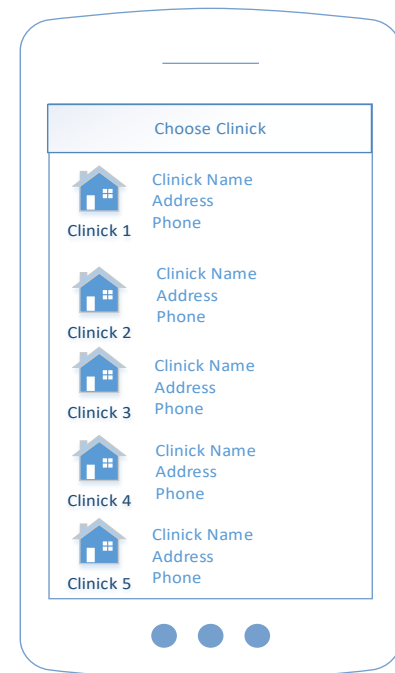 Choose Clinick
Clinick Name
Address
Phone
Clinick 1
Clinick Name
Address
Phone
Clinick 2
Clinick Name
Address
Phone
Clinick 3
Clinick Name
Address
Phone
Clinick 4
Clinick Name
Address
Phone
Clinick 5